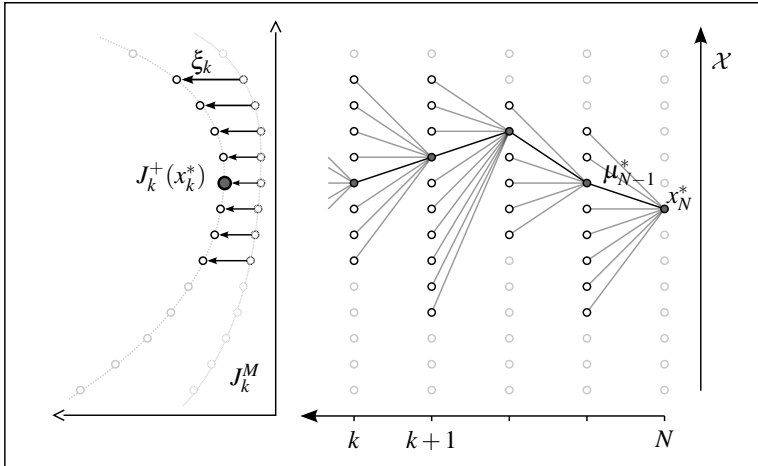 ξ_k
𝒳
J_k^+(x_k^*)
μ_{N−1}^*
x_N^*
J_k^M
k
k + 1
N